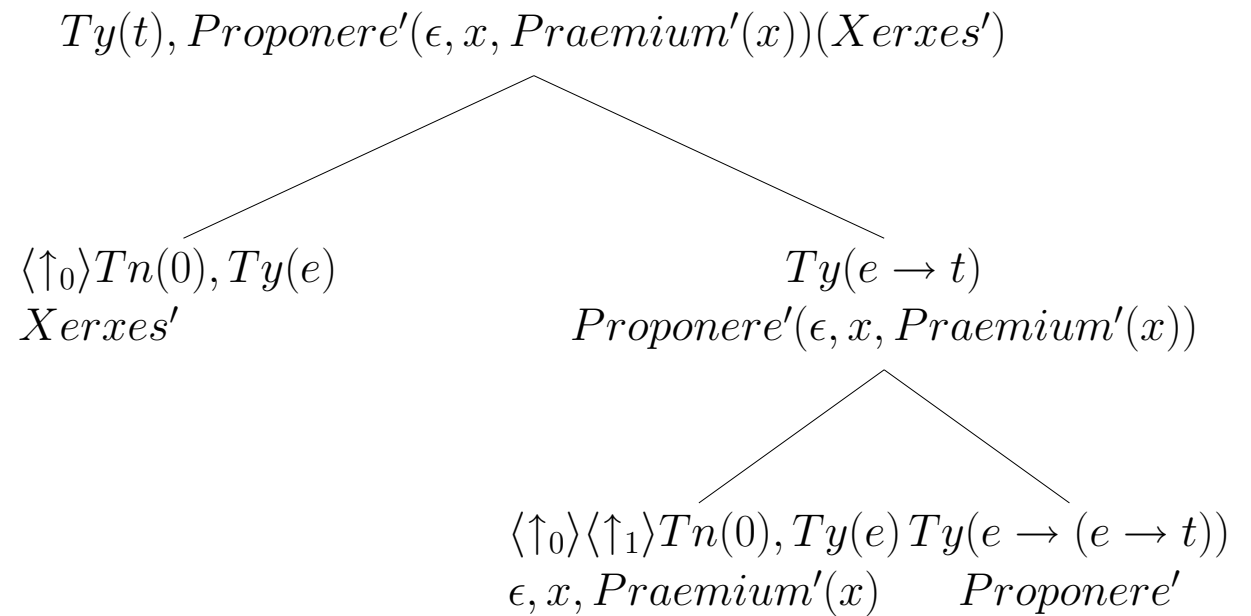 Ty(t), Proponere′(ϵ, x, Praemium′(x))(Xerxes′)
⟨↑₀⟩Tn(0), Ty(e) Ty(e → t)
Xerxes′ Proponere′(ϵ, x, Praemium′(x))
⟨↑₀⟩⟨↑₁⟩Tn(0), Ty(e) Ty(e → (e → t))
ϵ, x, Praemium′(x) Proponere′